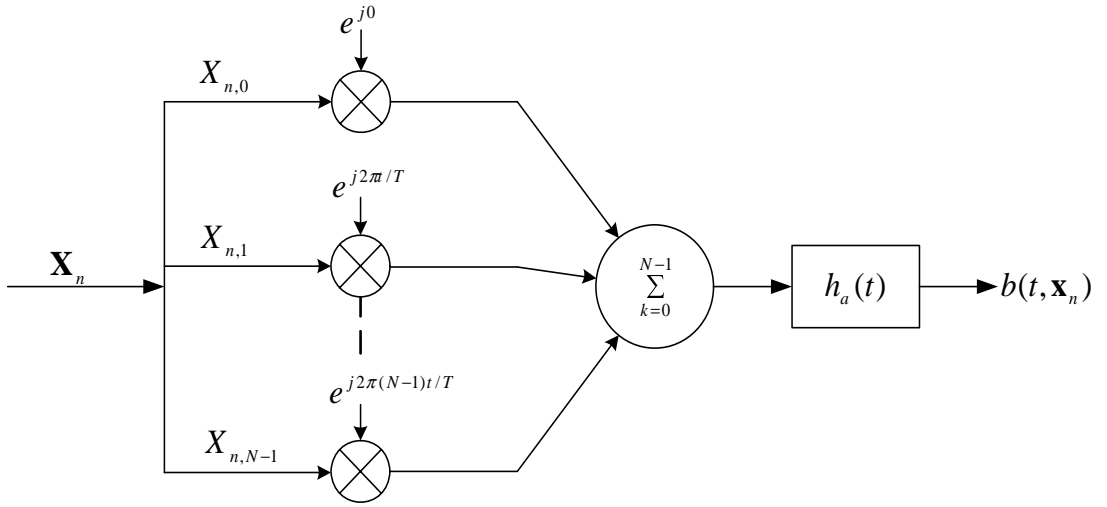 e^{j0}
X_{n,0}
e^{j2πt/T}
X_{n,1}
X_n
N−1
∑
k=0
h_a(t)
b(t, x_n)
e^{j2π(N−1)t/T}
X_{n,N−1}